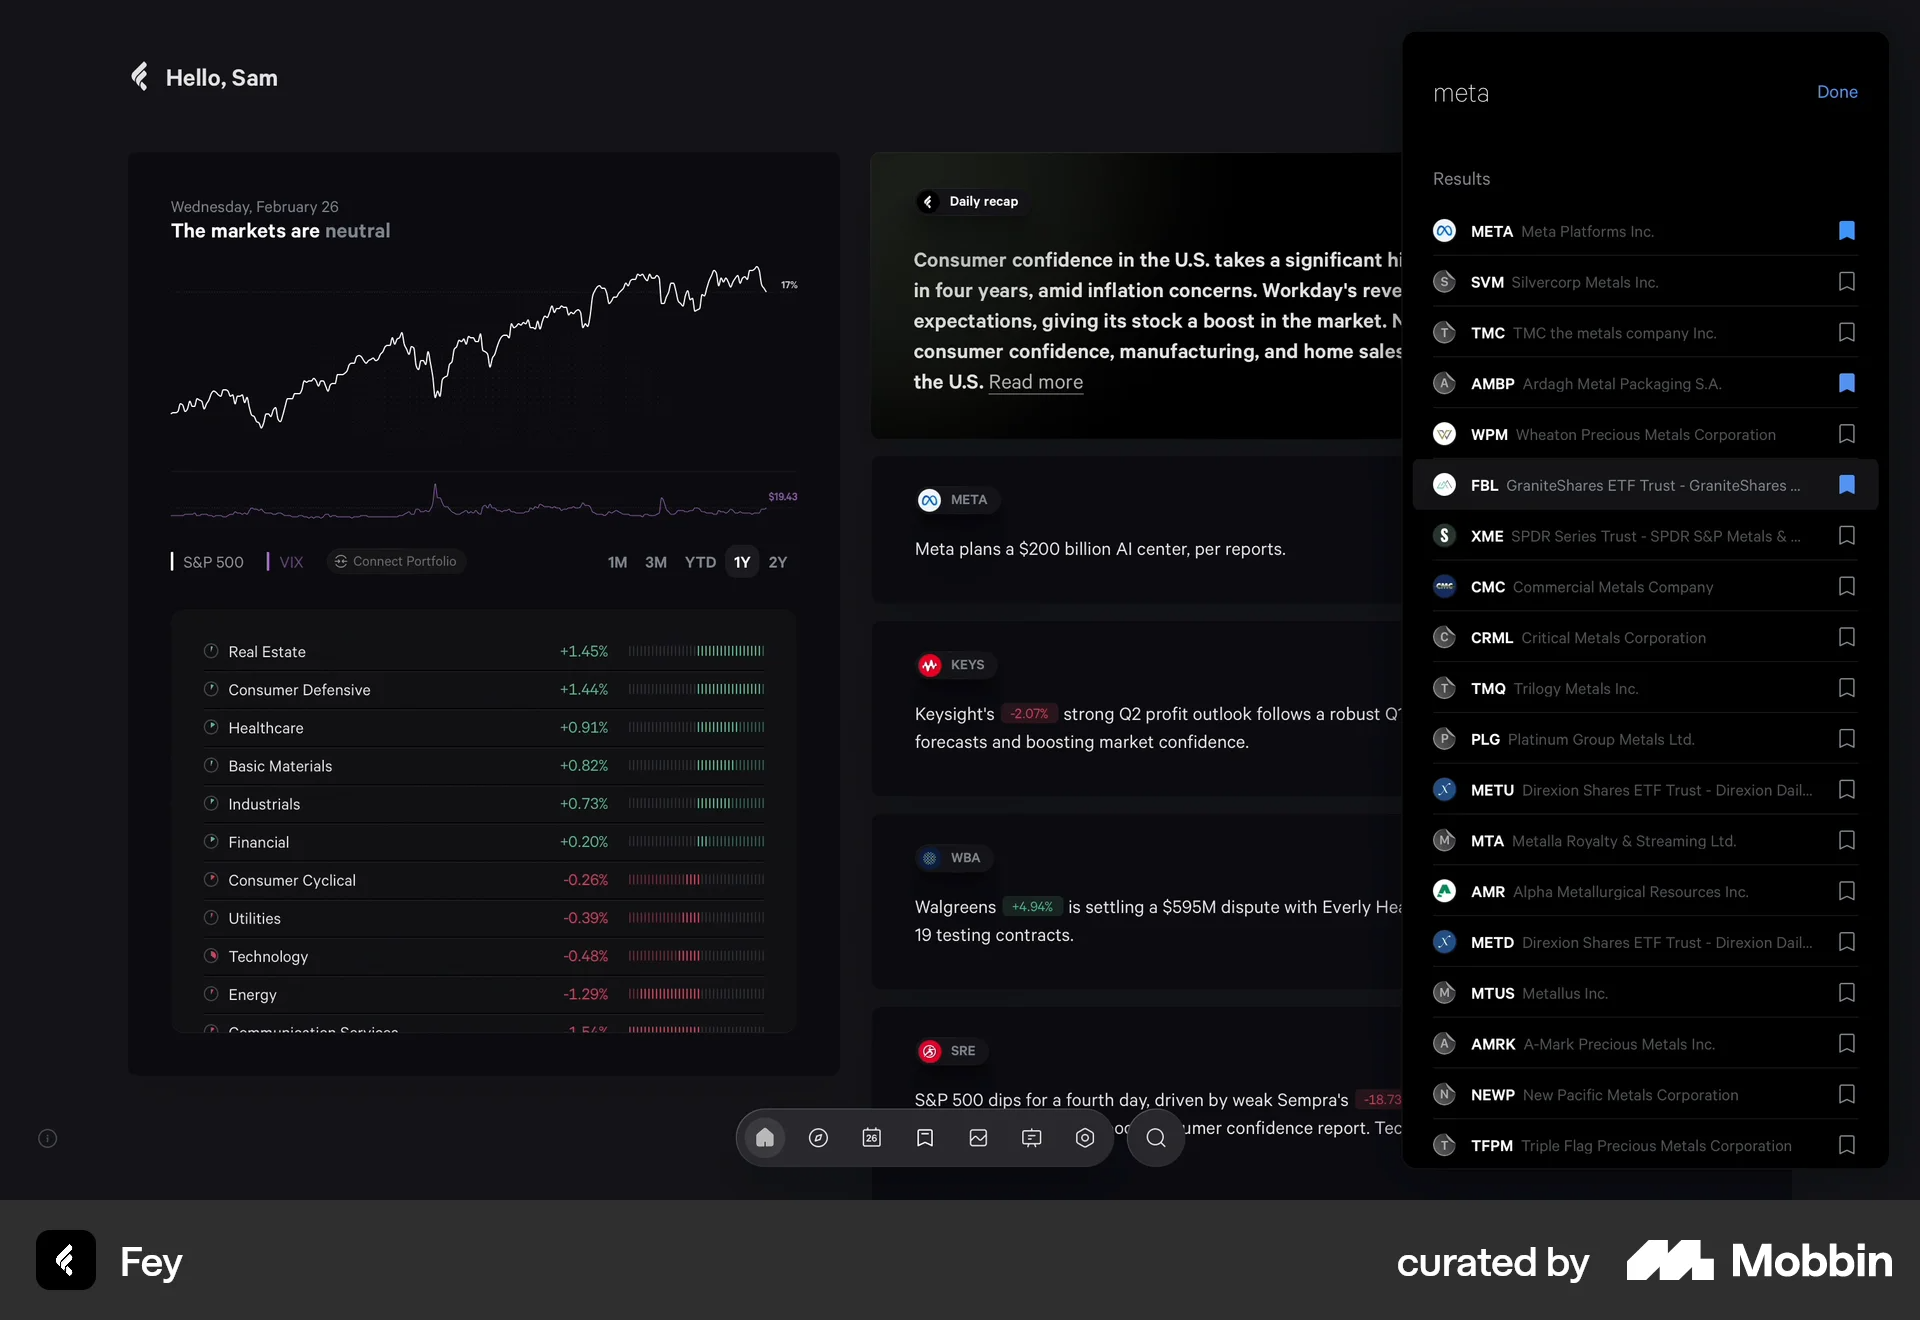 Hello, Sam
Wednesday, February 26
The markets are neutral
17%
$19.43
S&P 500
VIX
Connect Portfolio
1M
3M
YTD
1Y
2Y
Real Estate +1.45%
Consumer Defensive +1.44%
Healthcare +0.91%
Basic Materials +0.82%
Industrials +0.73%
Financial +0.20%
Consumer Cyclical -0.26%
Utilities -0.39%
Technology -0.48%
Energy -1.29%
Communication Services -1.54%
Daily recap
Consumer confidence in the U.S. takes a significant hi
in four years, amid inflation concerns. Workday's reve
expectations, giving its stock a boost in the market. N
consumer confidence, manufacturing, and home sales
the U.S. Read more
META
Meta plans a $200 billion AI center, per reports.
KEYS
Keysight's -2.07% strong Q2 profit outlook follows a robust Q1
forecasts and boosting market confidence.
WBA
Walgreens +4.94% is settling a $595M dispute with Everly Hea
19 testing contracts.
SRE
S&P 500 dips for a fourth day, driven by weak Sempra's -18.73
umer confidence report. Tec
26
meta
Done
Results
META Meta Platforms Inc.
S SVM Silvercorp Metals Inc.
T TMC TMC the metals company Inc.
A AMBP Ardagh Metal Packaging S.A.
WPM Wheaton Precious Metals Corporation
FBL GraniteShares ETF Trust - GraniteShares ...
XME SPDR Series Trust - SPDR S&P Metals & ...
CMC CMC Commercial Metals Company
C CRML Critical Metals Corporation
T TMQ Trilogy Metals Inc.
P PLG Platinum Group Metals Ltd.
METU Direxion Shares ETF Trust - Direxion Dail...
M MTA Metalla Royalty & Streaming Ltd.
AMR Alpha Metallurgical Resources Inc.
METD Direxion Shares ETF Trust - Direxion Dail...
M MTUS Metallus Inc.
A AMRK A-Mark Precious Metals Inc.
N NEWP New Pacific Metals Corporation
T TFPM Triple Flag Precious Metals Corporation
Fey
curated by
Mobbin